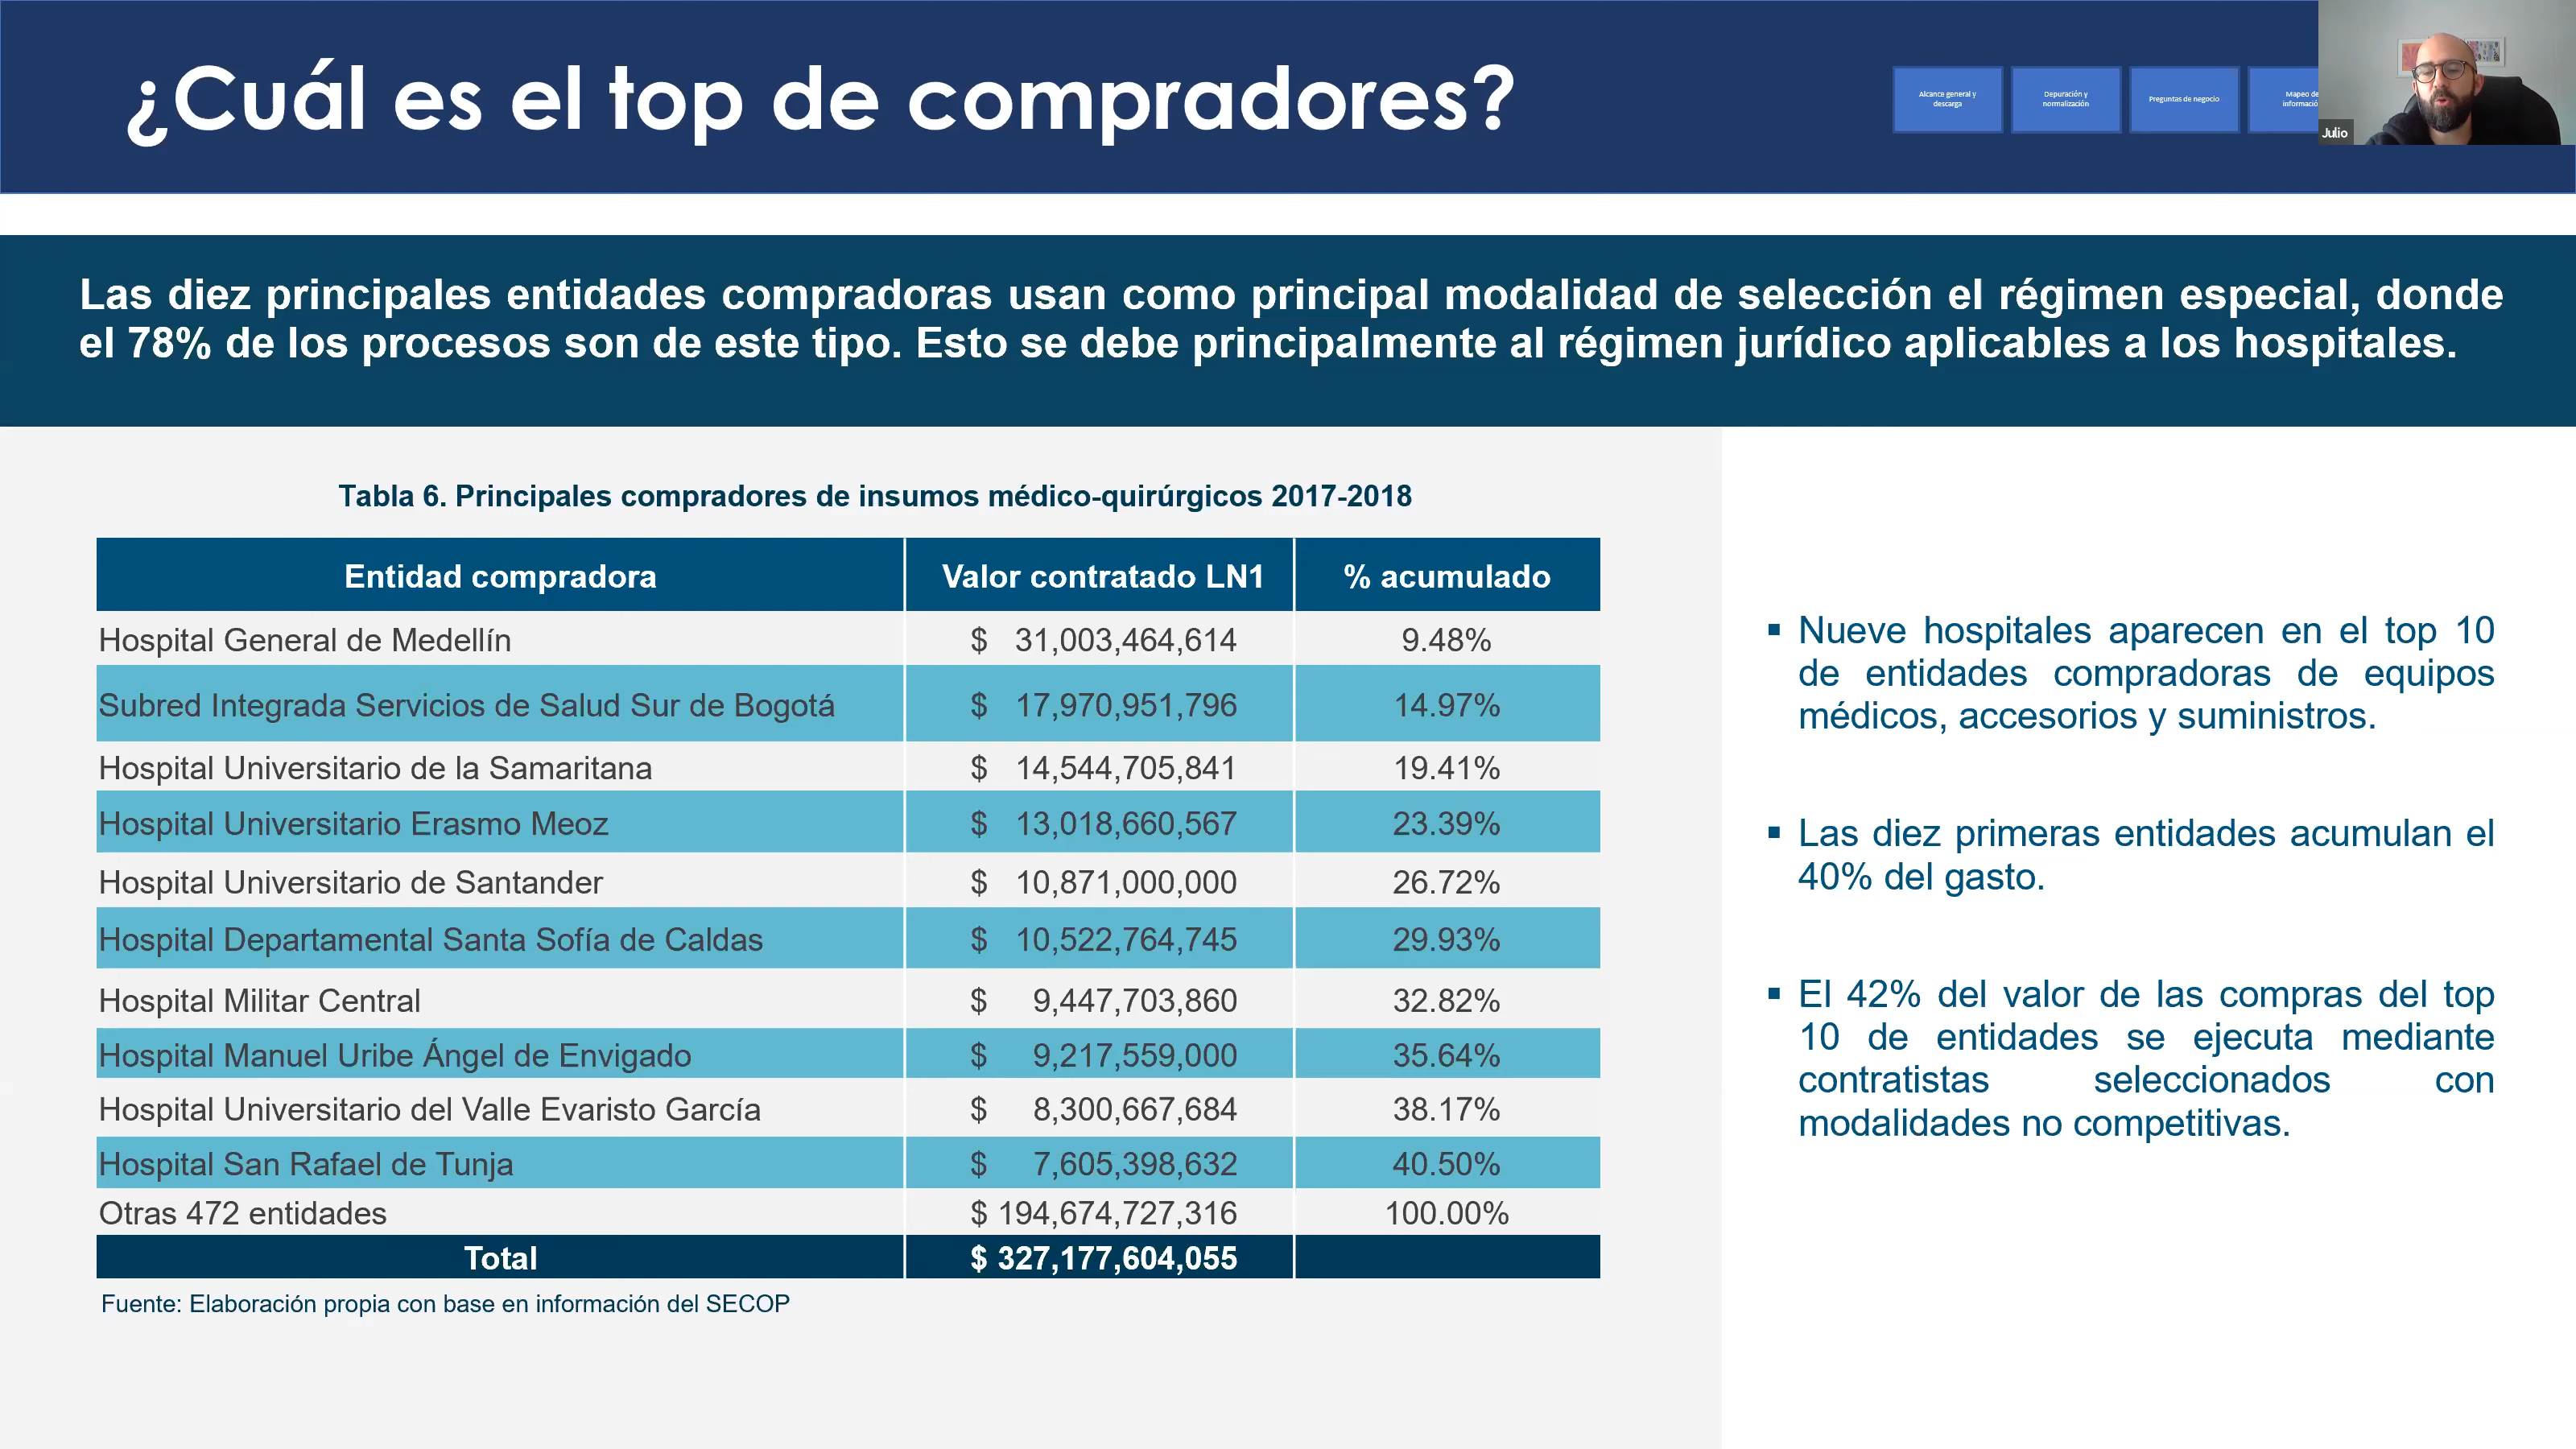 ¿Cuál es el top de compradores?
Alcance general y
descarga
Depuración y
normalización
Preguntas de negocio
Mapeo de
Julio
Las diez principales entidades compradoras usan como principal modalidad de selección el régimen especial, donde
el 78% de los procesos son de este tipo. Esto se debe principalmente al régimen jurídico aplicables a los hospitales.
Tabla 6. Principales compradores de insumos médico-quirúrgicos 2017-2018
Entidad compradora Valor contratado LN1 % acumulado
Hospital General de Medellín $ 31,003,464,614 9.48%
Subred Integrada Servicios de Salud Sur de Bogotá $ 17,970,951,796 14.97%
Hospital Universitario de la Samaritana $ 14,544,705,841 19.41%
Hospital Universitario Erasmo Meoz $ 13,018,660,567 23.39%
Hospital Universitario de Santander $ 10,871,000,000 26.72%
Hospital Departamental Santa Sofía de Caldas $ 10,522,764,745 29.93%
Hospital Militar Central $ 9,447,703,860 32.82%
Hospital Manuel Uribe Ángel de Envigado $ 9,217,559,000 35.64%
Hospital Universitario del Valle Evaristo García $ 8,300,667,684 38.17%
Hospital San Rafael de Tunja $ 7,605,398,632 40.50%
Otras 472 entidades $ 194,674,727,316 100.00%
Total $ 327,177,604,055
Fuente: Elaboración propia con base en información del SECOP
▪ Nueve hospitales aparecen en el top 10
de entidades compradoras de equipos
médicos, accesorios y suministros.
▪ Las diez primeras entidades acumulan el
40% del gasto.
▪ El 42% del valor de las compras del top
10 de entidades se ejecuta mediante
contratistas seleccionados con
modalidades no competitivas.